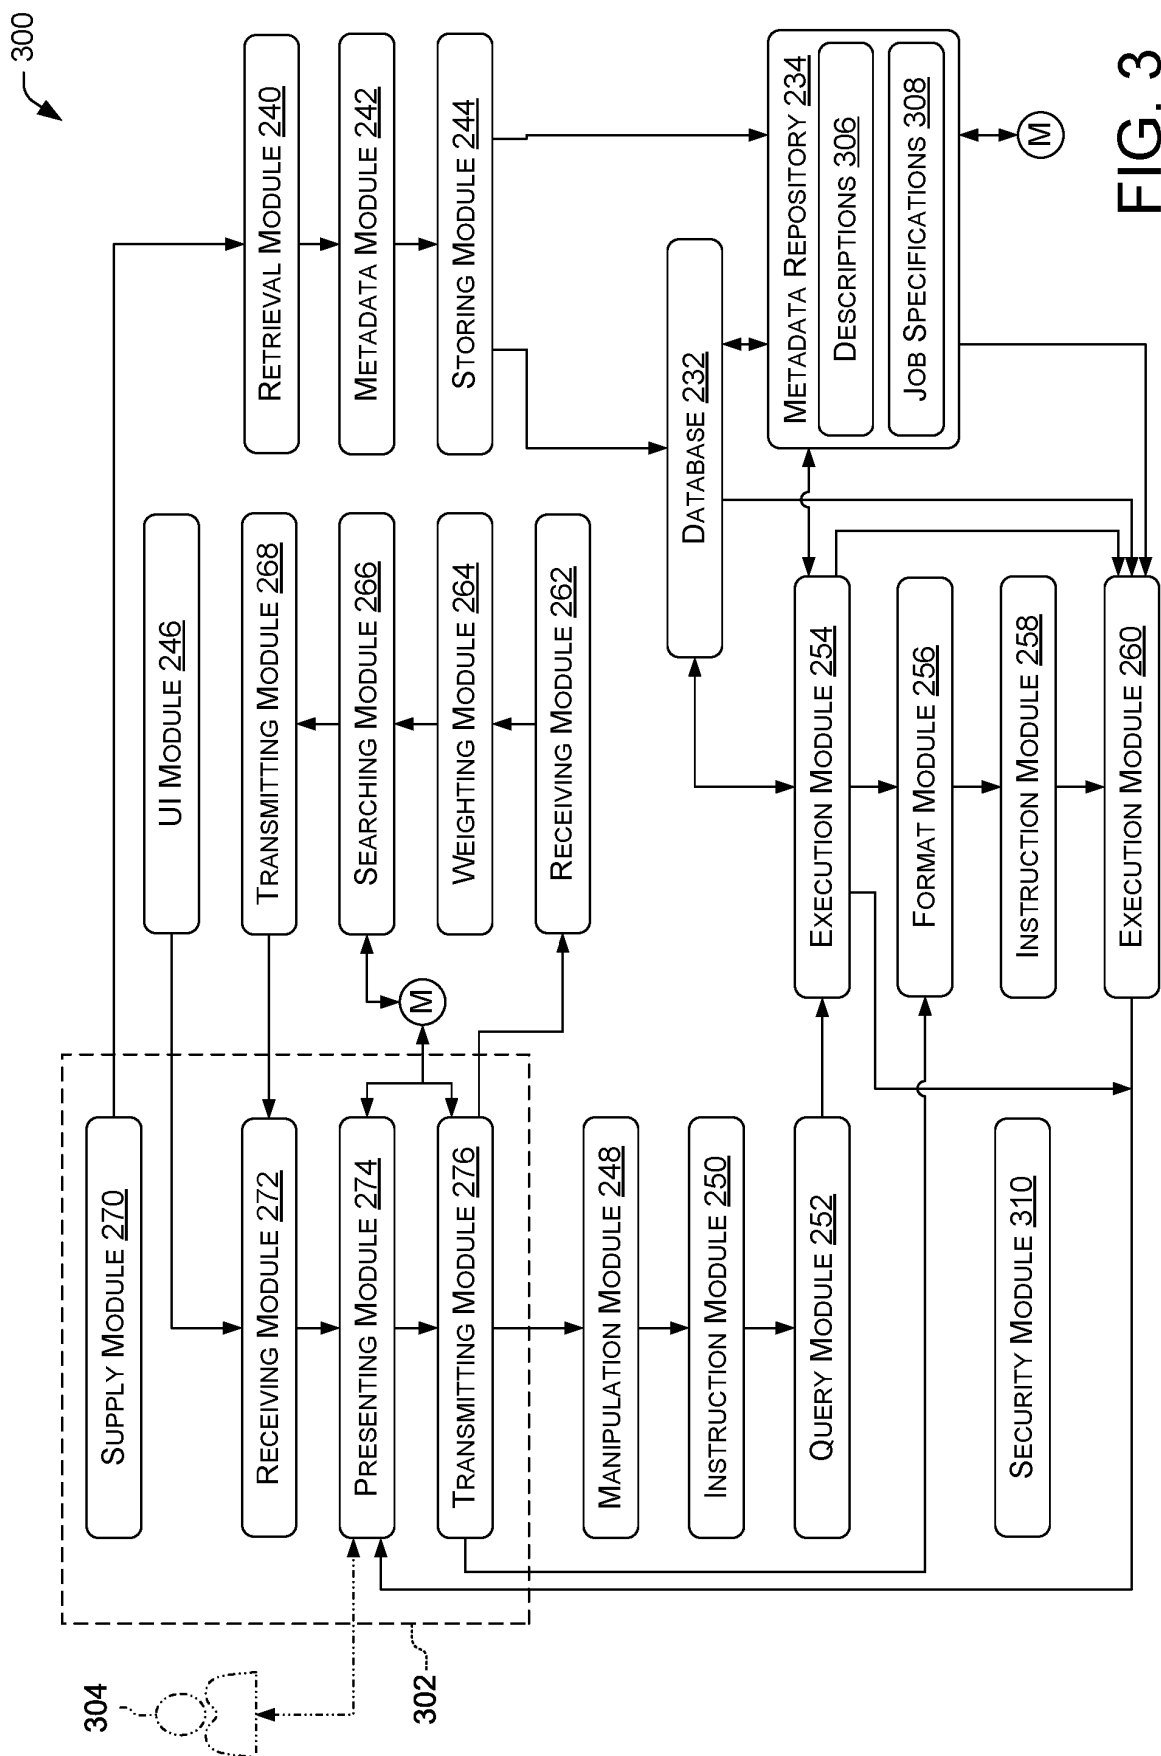 300
304
302
SUPPLY MODULE 270
RECEIVING MODULE 272
PRESENTING MODULE 274
TRANSMITTING MODULE 276
UI MODULE 246
TRANSMITTING MODULE 268
SEARCHING MODULE 266
WEIGHTING MODULE 264
RECEIVING MODULE 262
RETRIEVAL MODULE 240
METADATA MODULE 242
STORING MODULE 244
M
MANIPULATION MODULE 248
INSTRUCTION MODULE 250
QUERY MODULE 252
DATABASE 232
METADATA REPOSITORY 234
DESCRIPTIONS 306
JOB SPECIFICATIONS 308
M
EXECUTION MODULE 254
FORMAT MODULE 256
INSTRUCTION MODULE 258
EXECUTION MODULE 260
SECURITY MODULE 310
FIG. 3